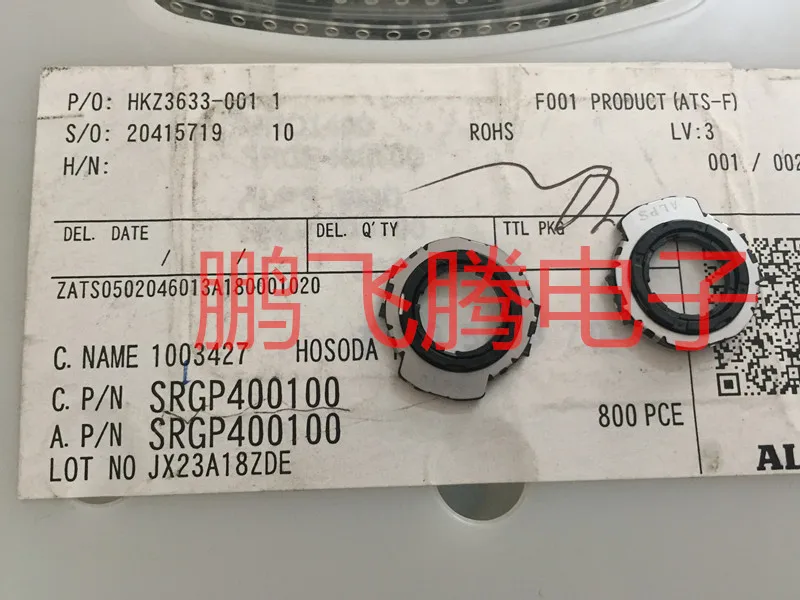 P/O: HKZ3633-001 1 F001 PRODUCT (ATS-F)
S/O: 20415719 10 ROHS LV:3
H/N: 001 / 002
ALPS
DEL. DATE DEL. Q'TY TTL PKG
/ /
鹏飞腾电子
ZATS0502046013A180001020
C. NAME 1003427 HOSODA
C. P/N SRGP400100
A. P/N SRGP400100
800 PCE
LOT NO JX23A18ZDE
AL